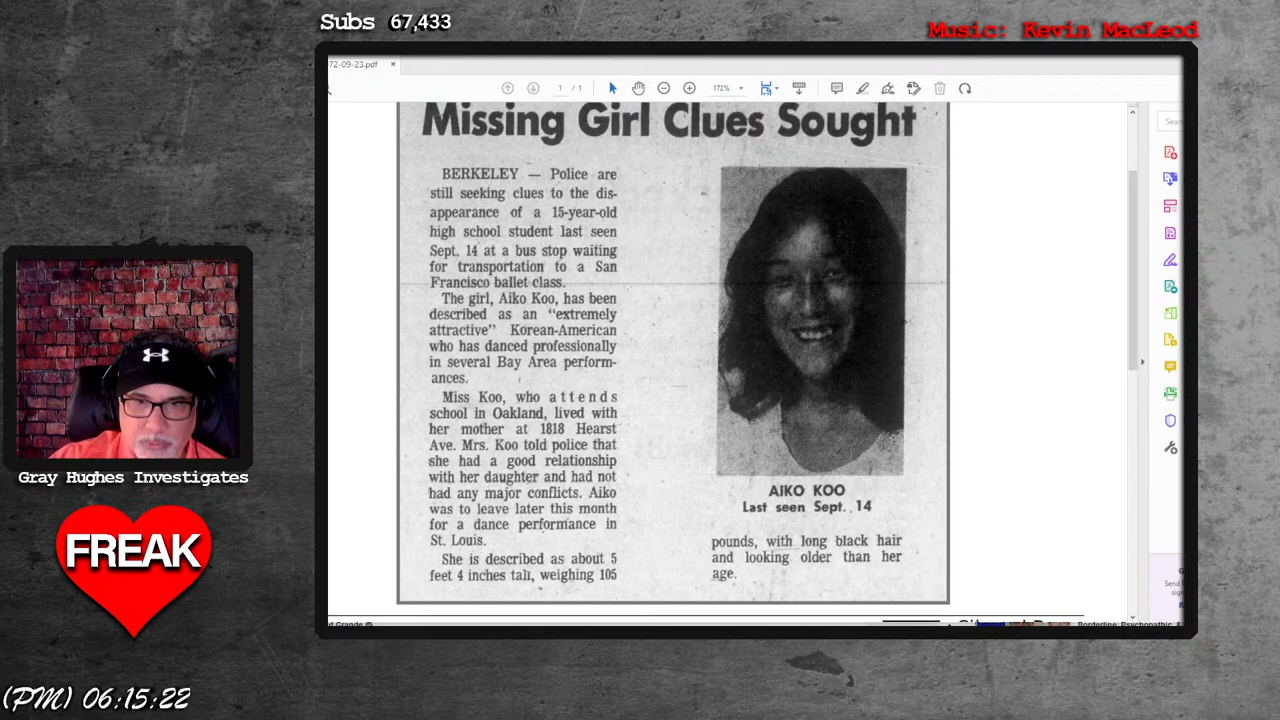 Subs 67,433
Music: Kevin MacLeod
72-09-23.pdf
1 / 1
172%
Missing Girl Clues Sought
BERKELEY — Police are
still seeking clues to the dis-
appearance of a 15-year-old
high school student last seen
Sept. 14 at a bus stop waiting
for transportation to a San
Francisco ballet class.
The girl, Aiko Koo, has been
described as an “extremely
attractive” Korean-American
who has danced professionally
in several Bay Area perform-
ances.
Miss Koo, who attends
school in Oakland, lived with
her mother at 1818 Hearst
Ave. Mrs. Koo told police that
she had a good relationship
with her daughter and had not
had any major conflicts. Aiko
was to leave later this month
for a dance performance in
St. Louis.
She is described as about 5
feet 4 inches tall, weighing 105
AIKO KOO
Last seen Sept. 14
pounds, with long black hair
and looking older than her
age.
Sear
Send
Grande
Borderline, Psychopathic, &
Gray Hughes Investigates
FREAK
(PM) 06:15:22